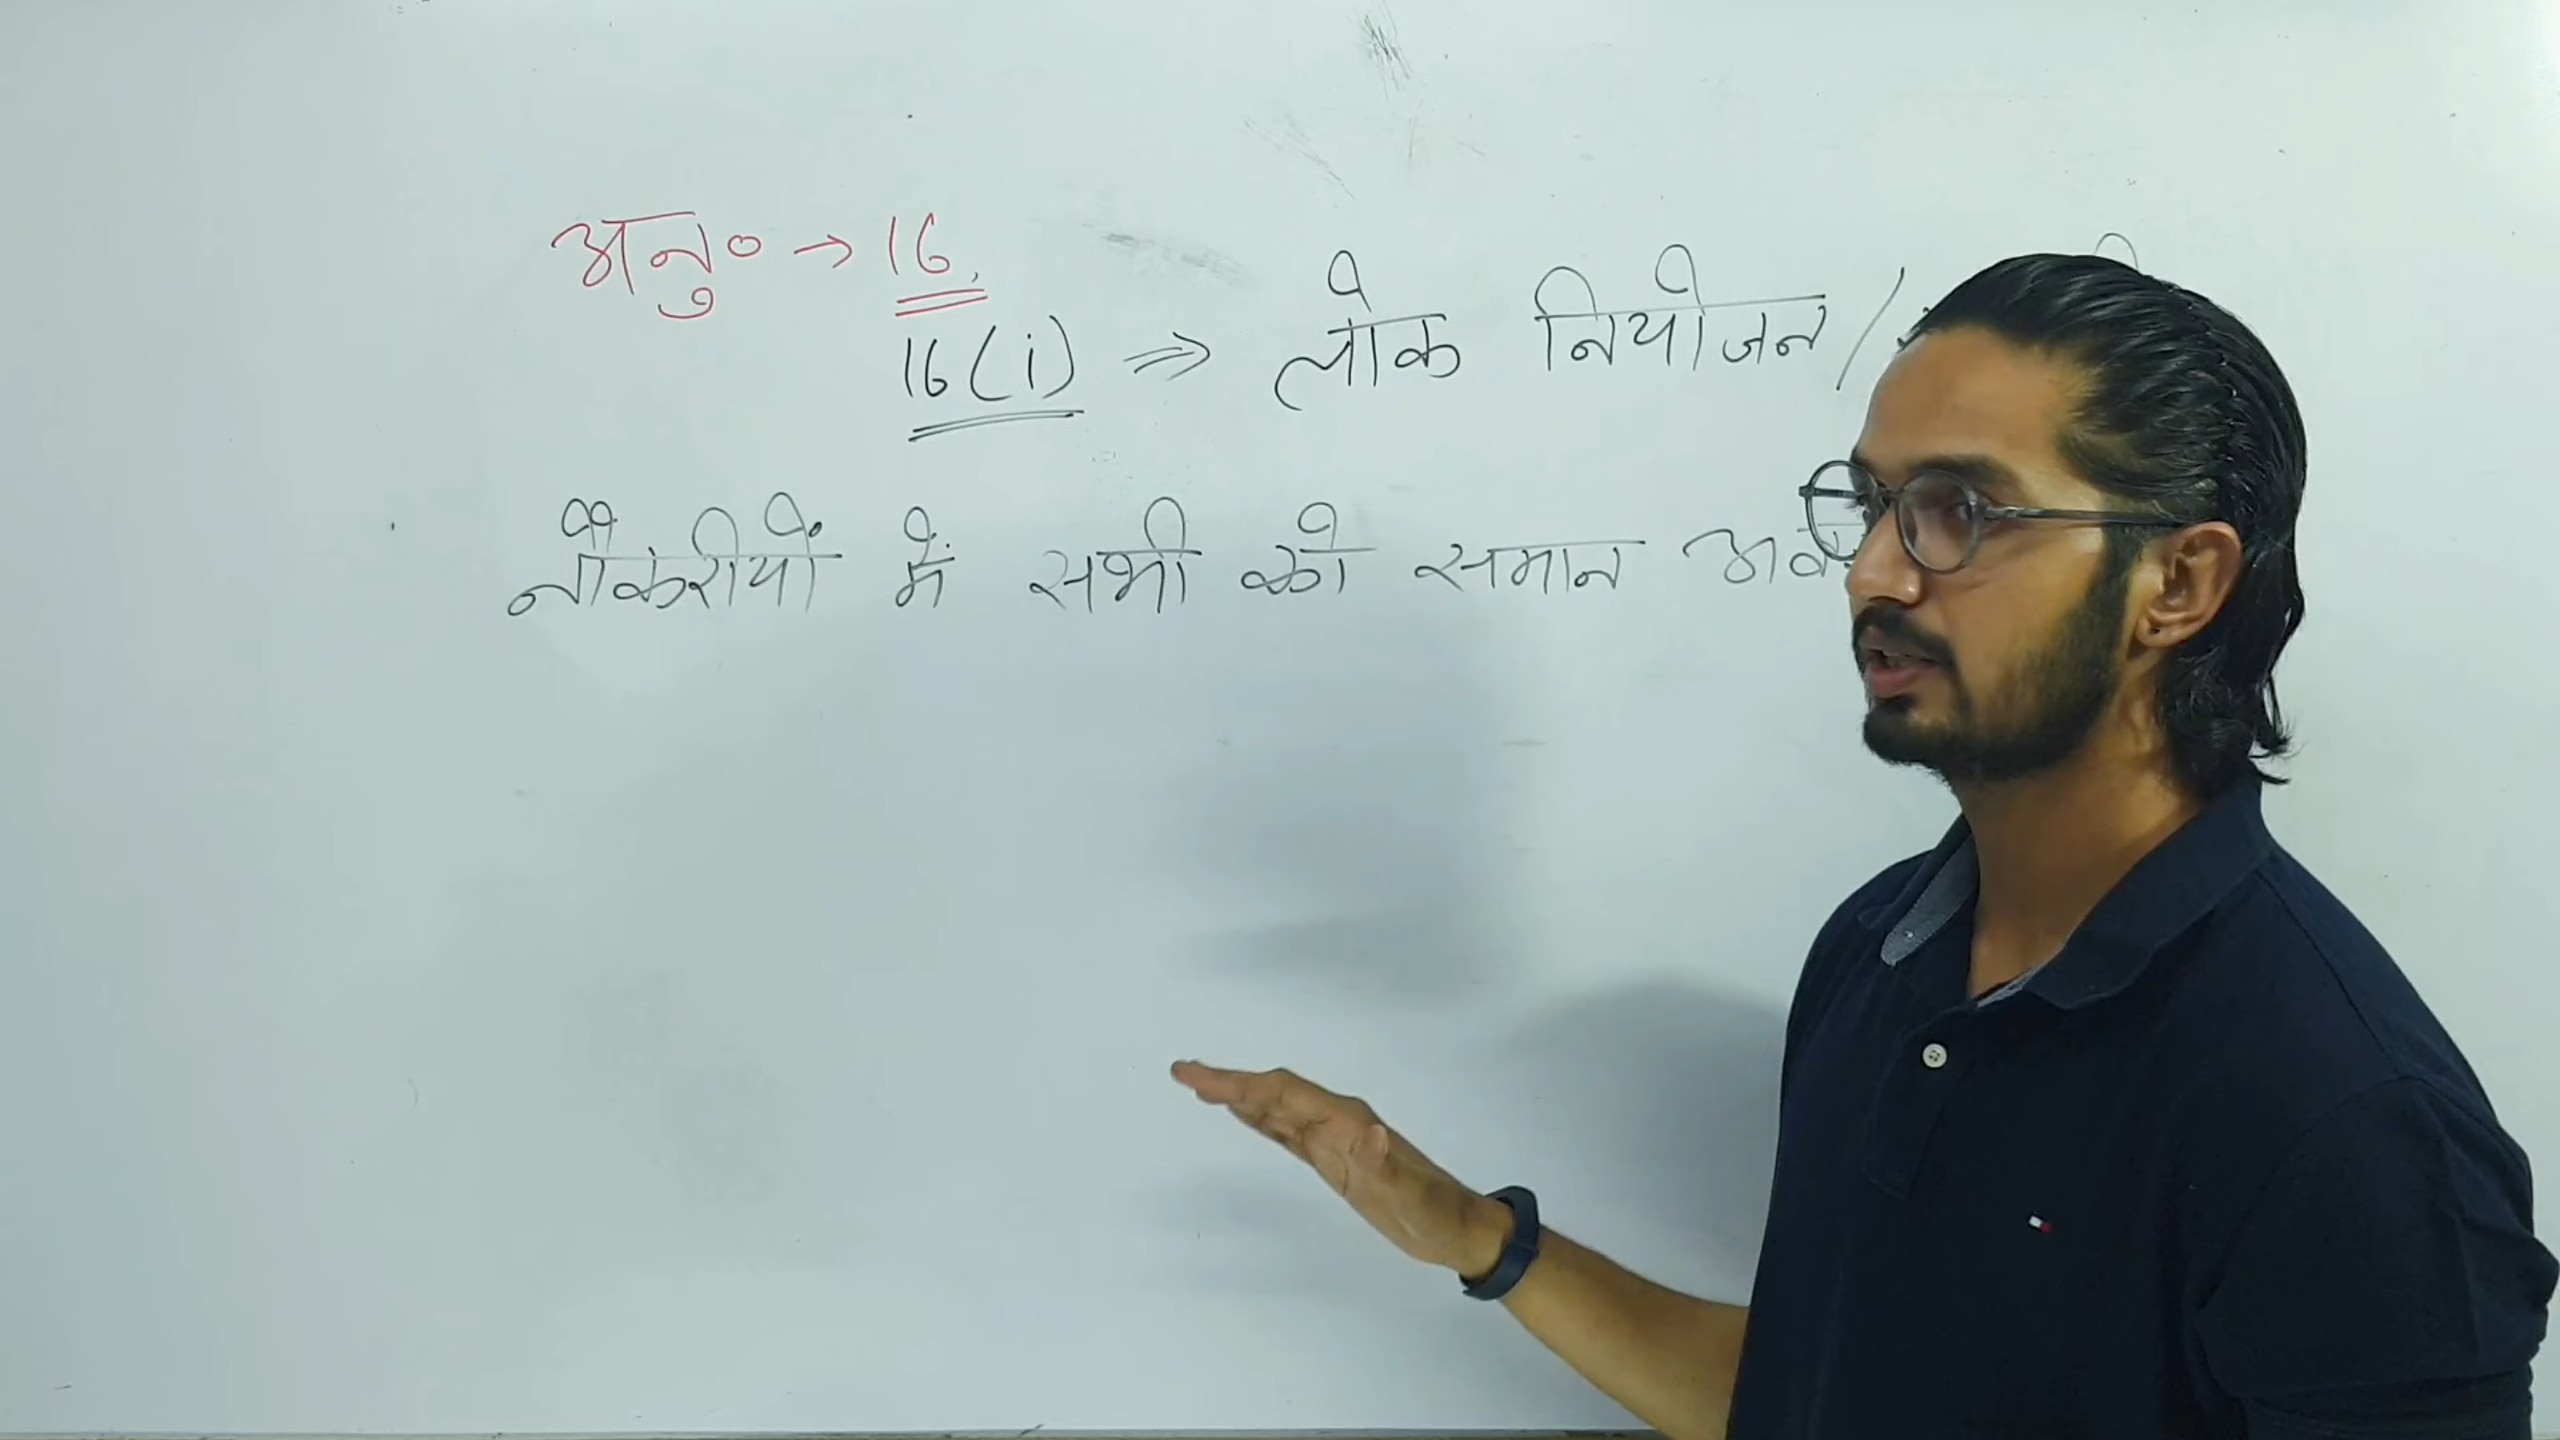 अनु० → 16
16(i) ⇒ लोक नियोजन /
नौकरीयों में सभी को समान